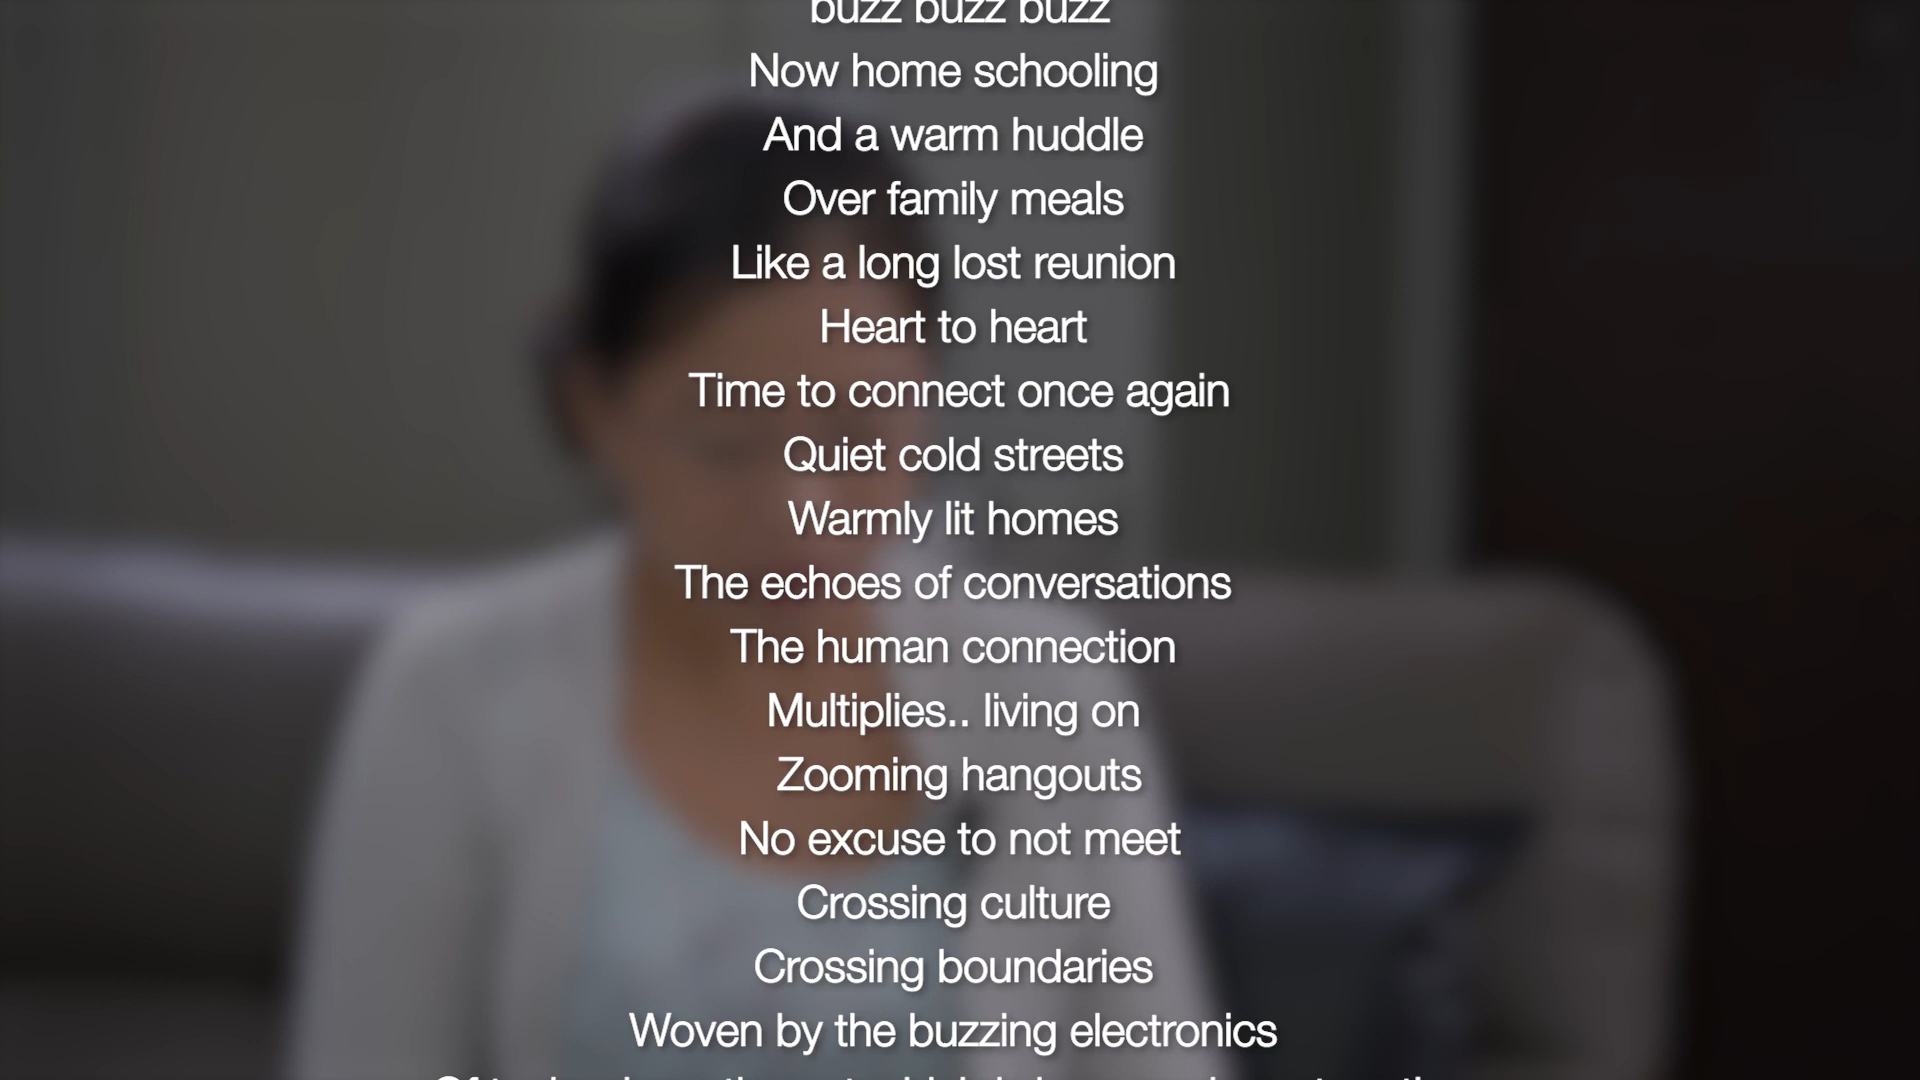 buzz buzz buzz
Now home schooling
And a warm huddle
Over family meals
Like a long lost reunion
Heart to heart
Time to connect once again
Quiet cold streets
Warmly lit homes
The echoes of conversations
The human connection
Multiplies.. living on
Zooming hangouts
No excuse to not meet
Crossing culture
Crossing boundaries
Woven by the buzzing electronics